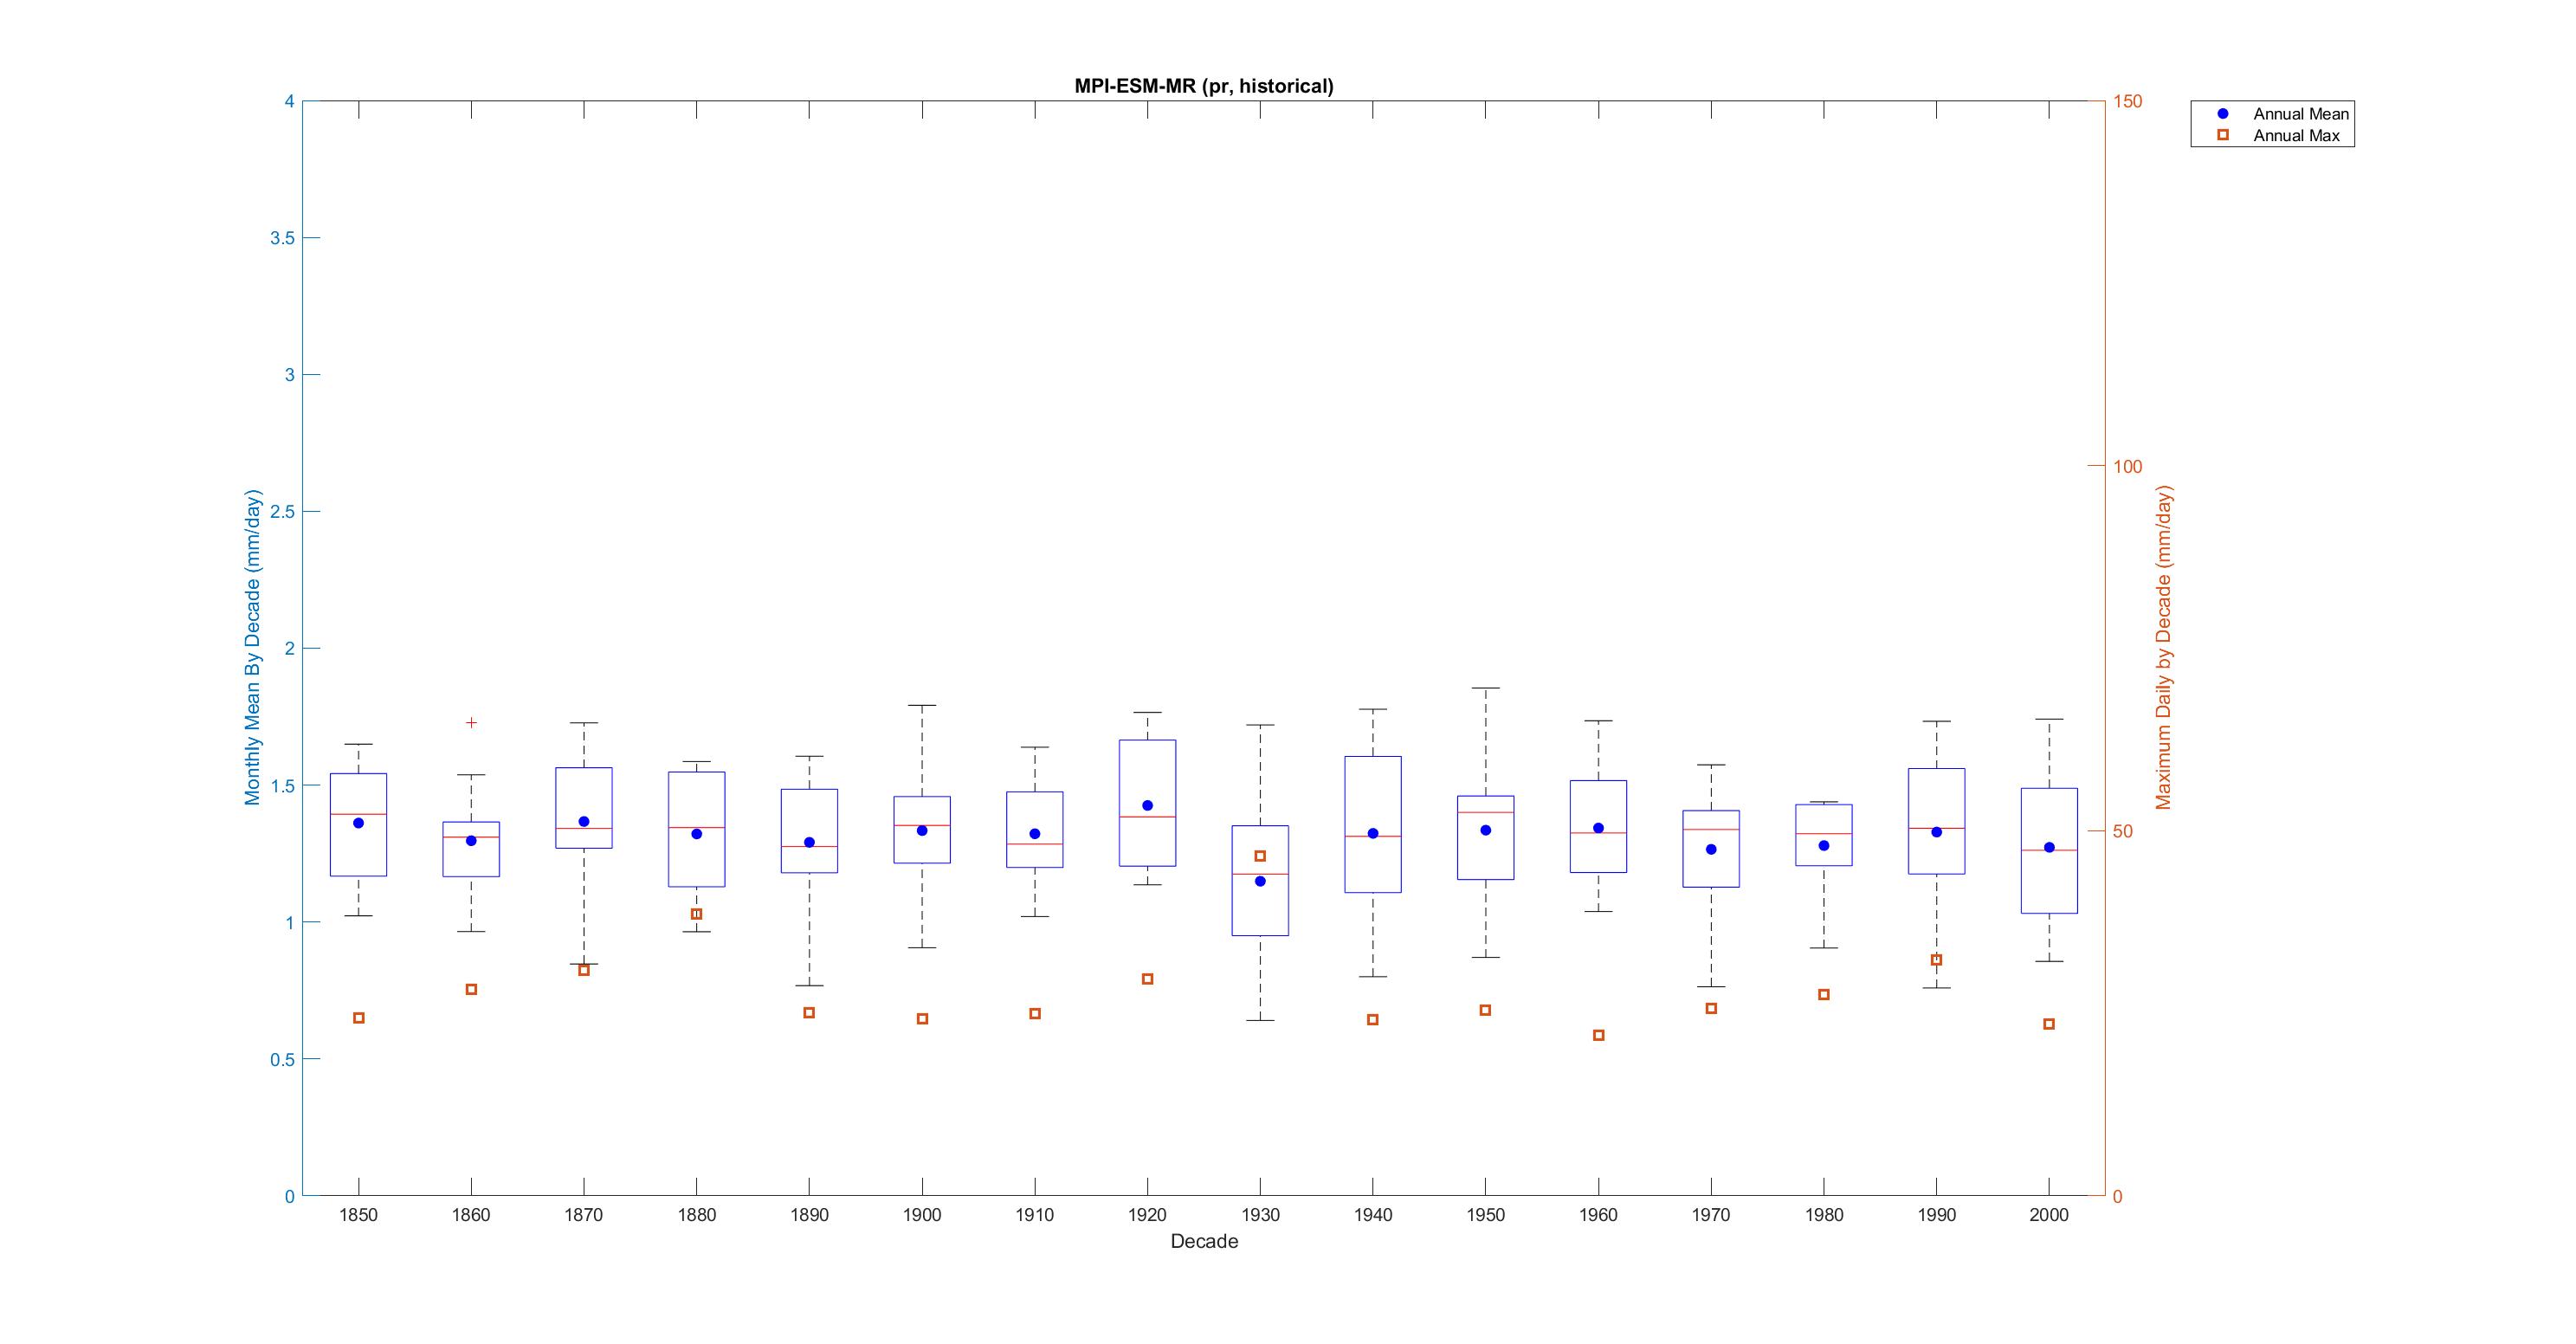 MPI-ESM-MR (pr, historical)
Annual Mean
Annual Max
Monthly Mean By Decade (mm/day)
4
3.5
3
2.5
2
1.5
1
0.5
0
150
100
50
0
Maximum Daily by Decade (mm/day)
1850 1860 1870 1880 1890 1900 1910 1920 1930 1940 1950 1960 1970 1980 1990 2000
Decade